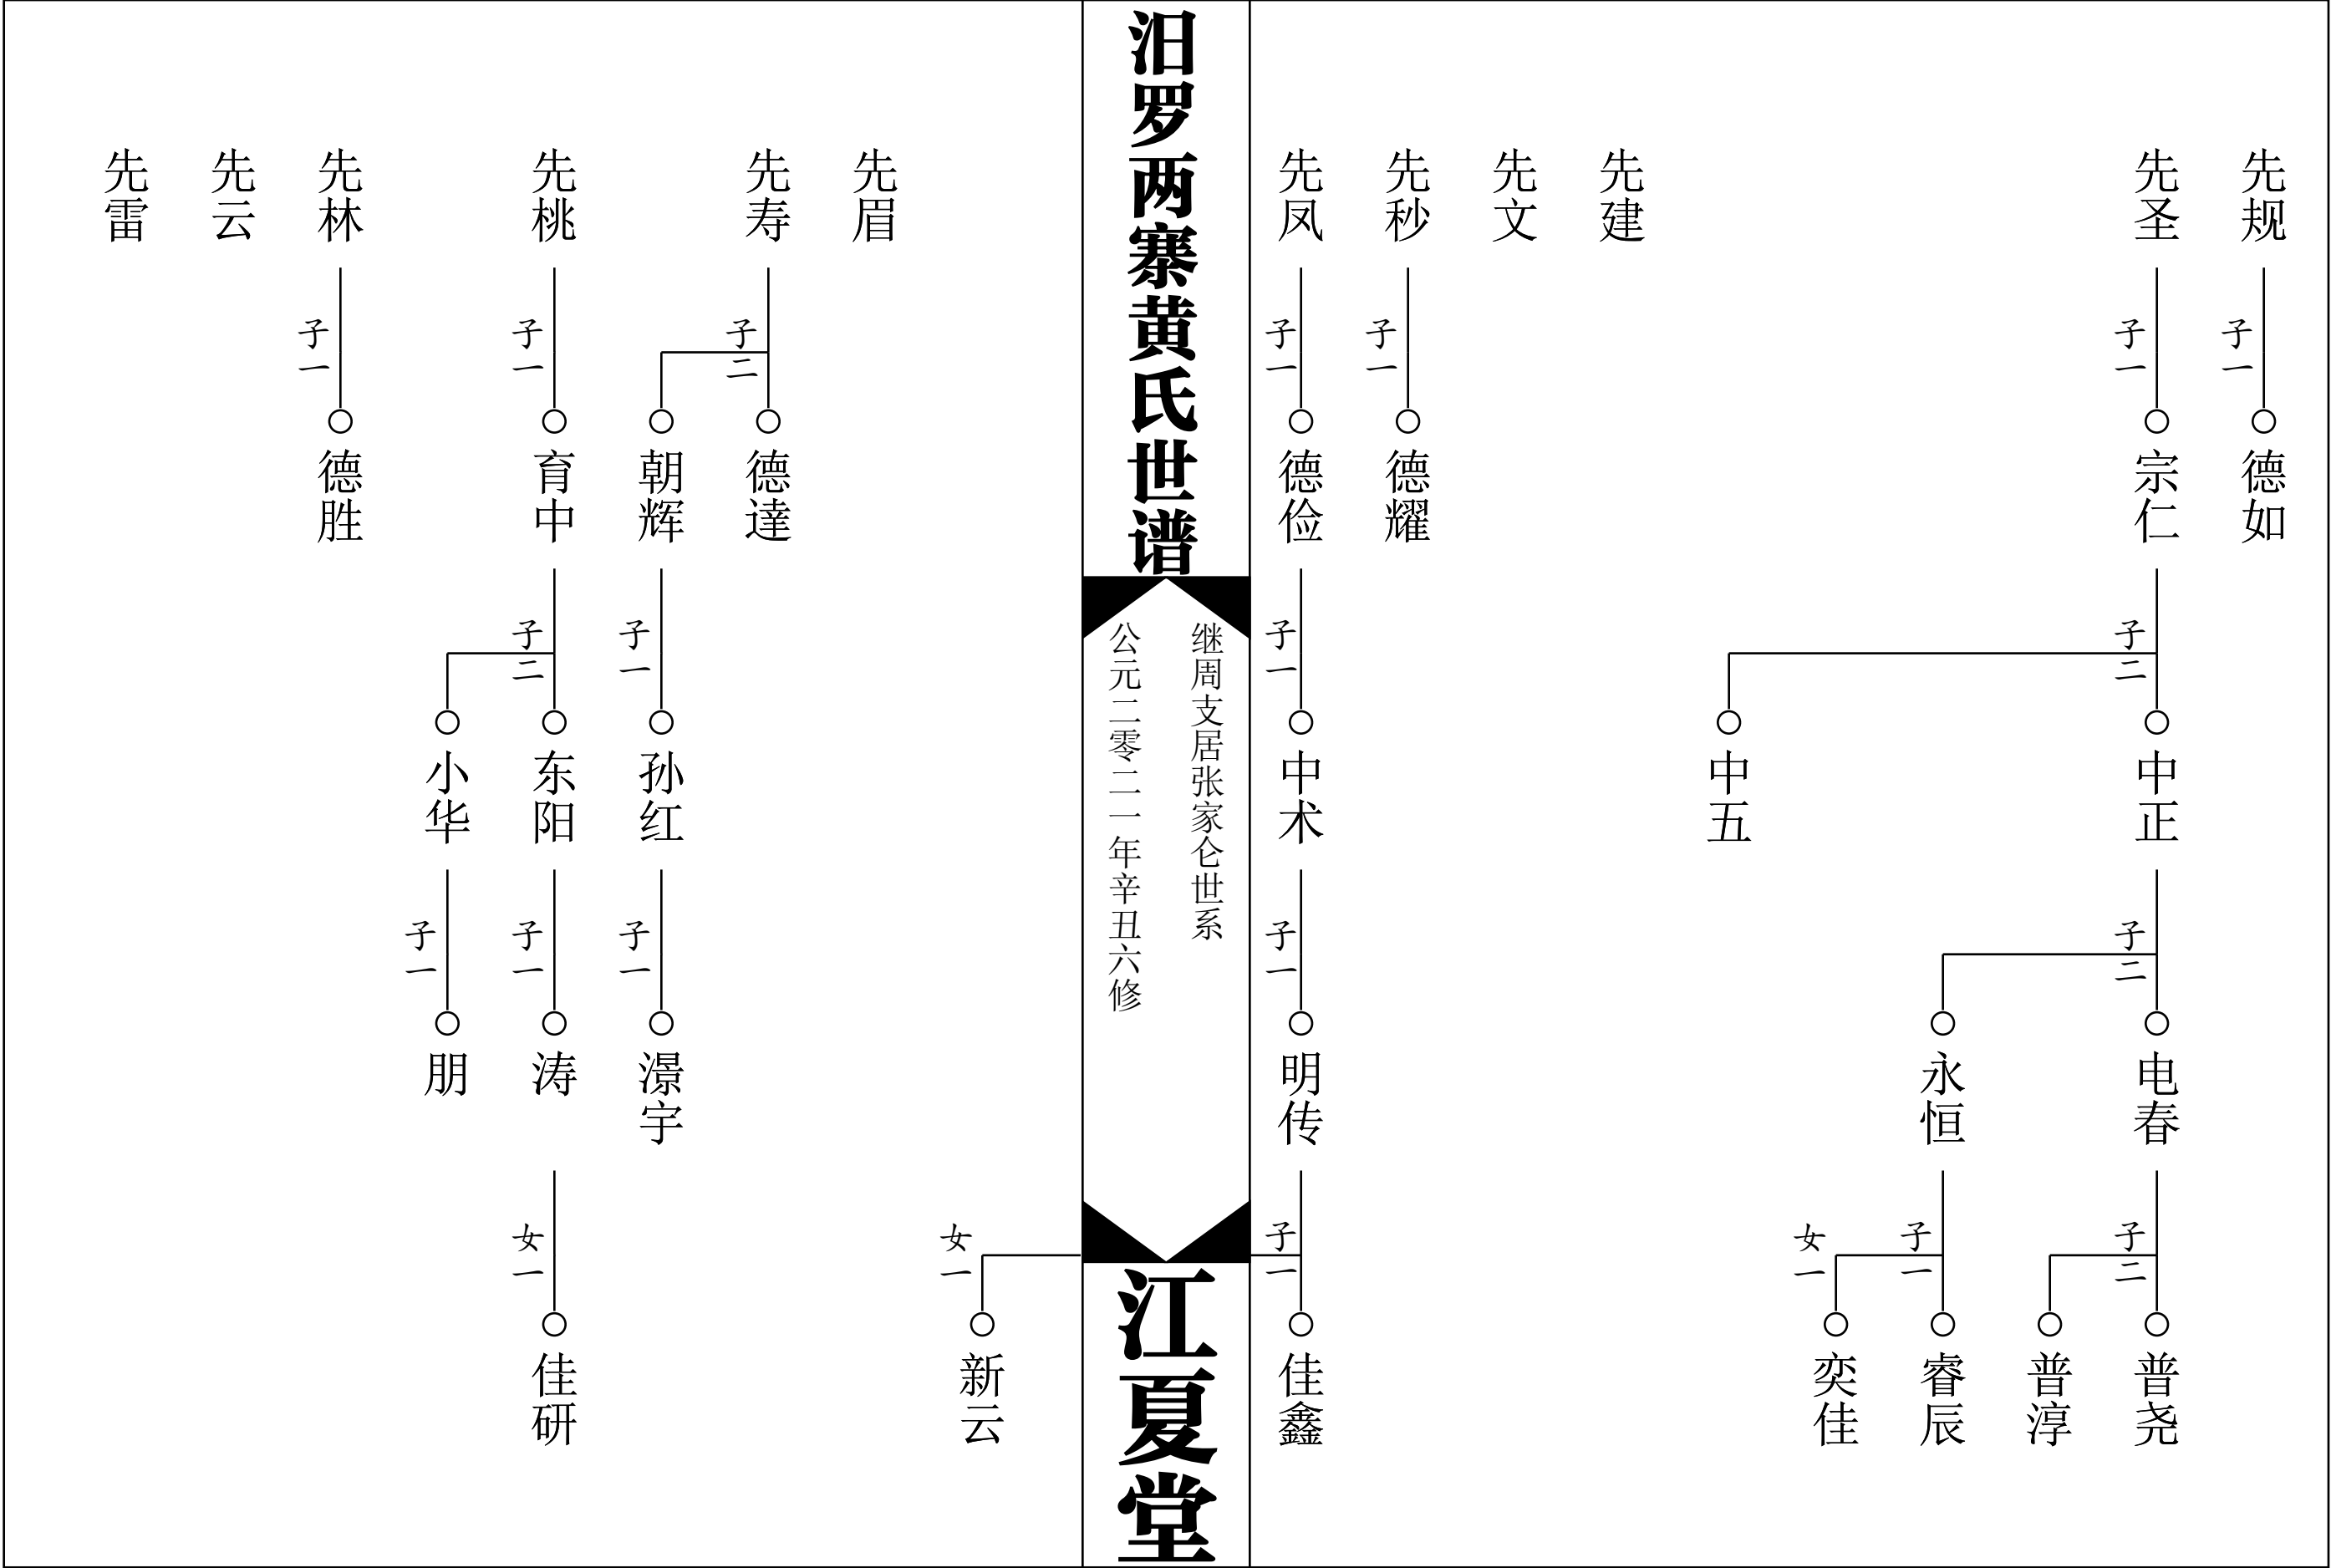 先规
先圣
先建
先文
先秒
先凤
子一
子一
子一
子一
德如
宗仁
德耀
德俭
子二
子一
中正
中五
中术
子二
子一
电春
永恒
明传
子二
子一
女一
子一
普尧
普淳
睿辰
奕佳
佳鑫
汨罗两寨黄氏世谱
继周支居张家仑世系
公元二零二一年辛丑六修
江夏堂
先眉
先寿
先桃
先林
先云
先雷
子二
子一
子一
德達
朝辉
育中
德胜
子一
子二
孙红
东阳
小华
子一
子一
子一
澋宇
涛
朋
女一
女一
新云
佳研